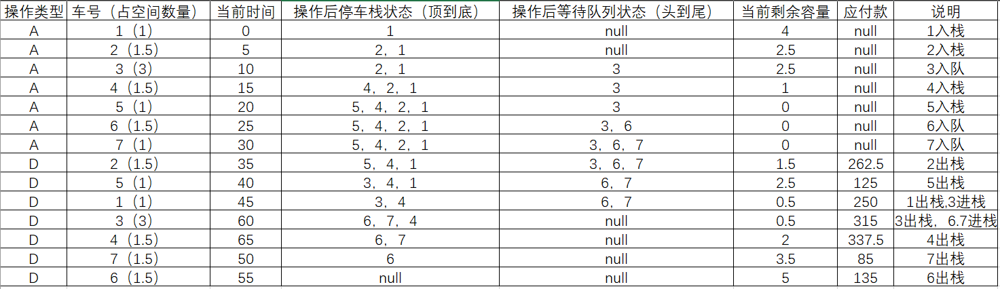 操作类型 车号（占空间数量） 当前时间 操作后停车栈状态（顶到底） 操作后等待队列状态（头到尾） 当前剩余容量 应付款 说明
A 1（1） 0 1 null 4 null 1入栈
A 2（1.5） 5 2，1 null 2.5 null 2入栈
A 3（3） 10 2，1 3 2.5 null 3入队
A 4（1.5） 15 4，2，1 3 1 null 4入栈
A 5（1） 20 5，4，2，1 3 0 null 5入栈
A 6（1.5） 25 5，4，2，1 3，6 0 null 6入队
A 7（1） 30 5，4，2，1 3，6，7 0 null 7入队
D 2（1.5） 35 5，4，1 3，6，7 1.5 262.5 2出栈
D 5（1） 40 3，4，1 6，7 2.5 125 5出栈
D 1（1） 45 3，4 6，7 0.5 250 1出栈,3进栈
D 3（3） 60 6，7，4 null 0.5 315 3出栈，6.7进栈
D 4（1.5） 65 6，7 null 2 337.5 4出栈
D 7（1.5） 50 6 null 3.5 85 7出栈
D 6（1.5） 55 null null 5 135 6出栈